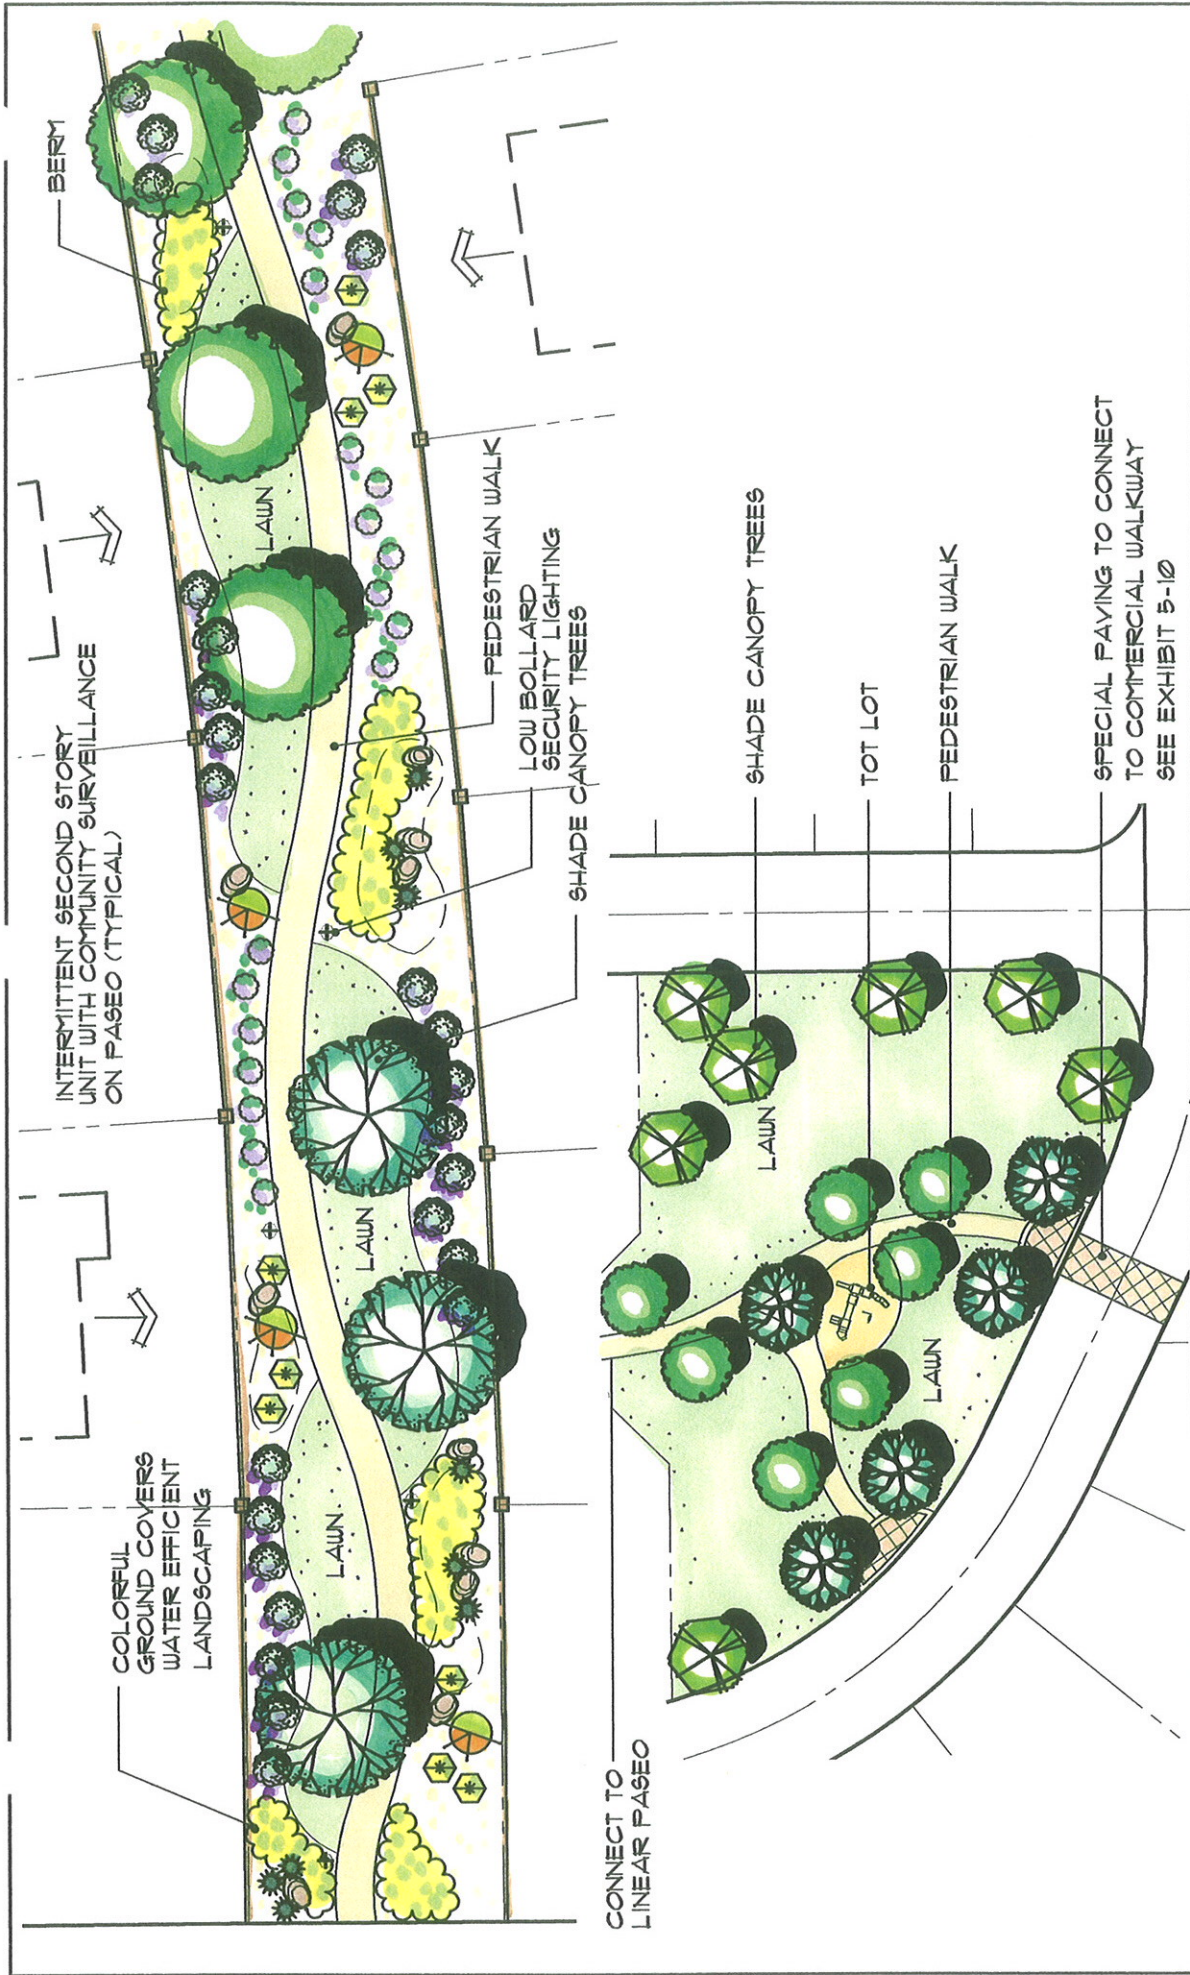 COLORFUL
GROUND COVERS
WATER EFFICIENT
LANDSCAPING
INTERMITTENT SECOND STORY
UNIT WITH COMMUNITY SURVEILLANCE
ON PASEO (TYPICAL)
BERM
LAWN
LAWN
LAWN
PEDESTRIAN WALK
LOW BOLLARD
SECURITY LIGHTING
SHADE CANOPY TREES
CONNECT TO
LINEAR PASEO
LAWN
LAWN
SHADE CANOPY TREES
TOT LOT
PEDESTRIAN WALK
SPECIAL PAVING TO CONNECT
TO COMMERCIAL WALKWAY
SEE EXHIBIT 5-10